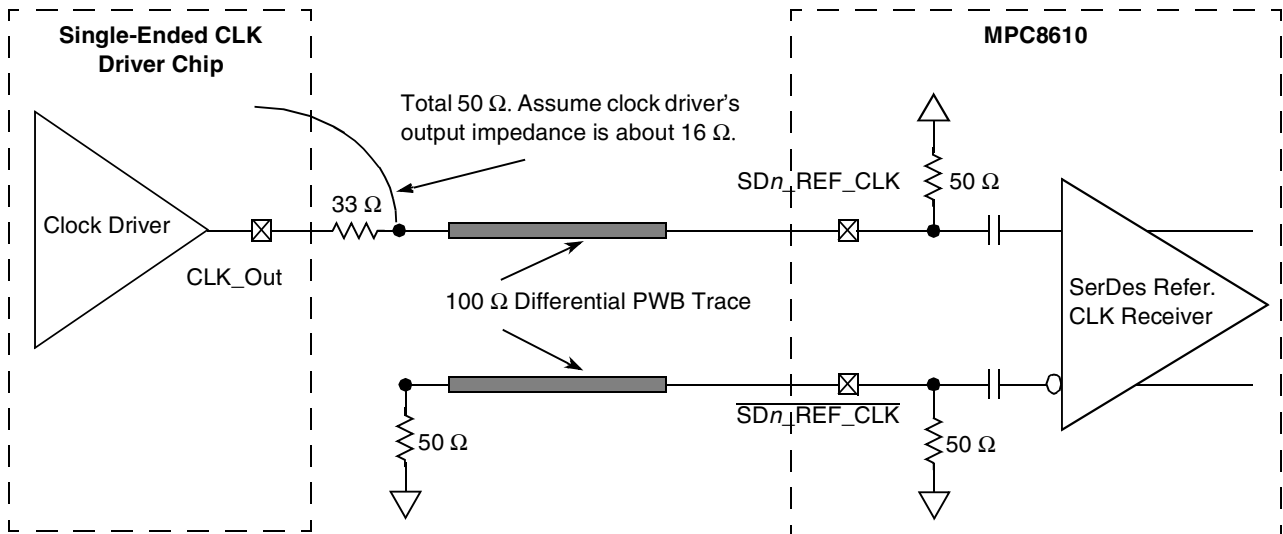 Single-Ended CLK
Driver Chip
MPC8610
Total 50 Ω. Assume clock driver's
output impedance is about 16 Ω.
SDn_REF_CLK
50 Ω
33 Ω
Clock Driver
CLK_Out
100 Ω Differential PWB Trace
SerDes Refer.
CLK Receiver
SDn_REF_CLK
50 Ω
50 Ω